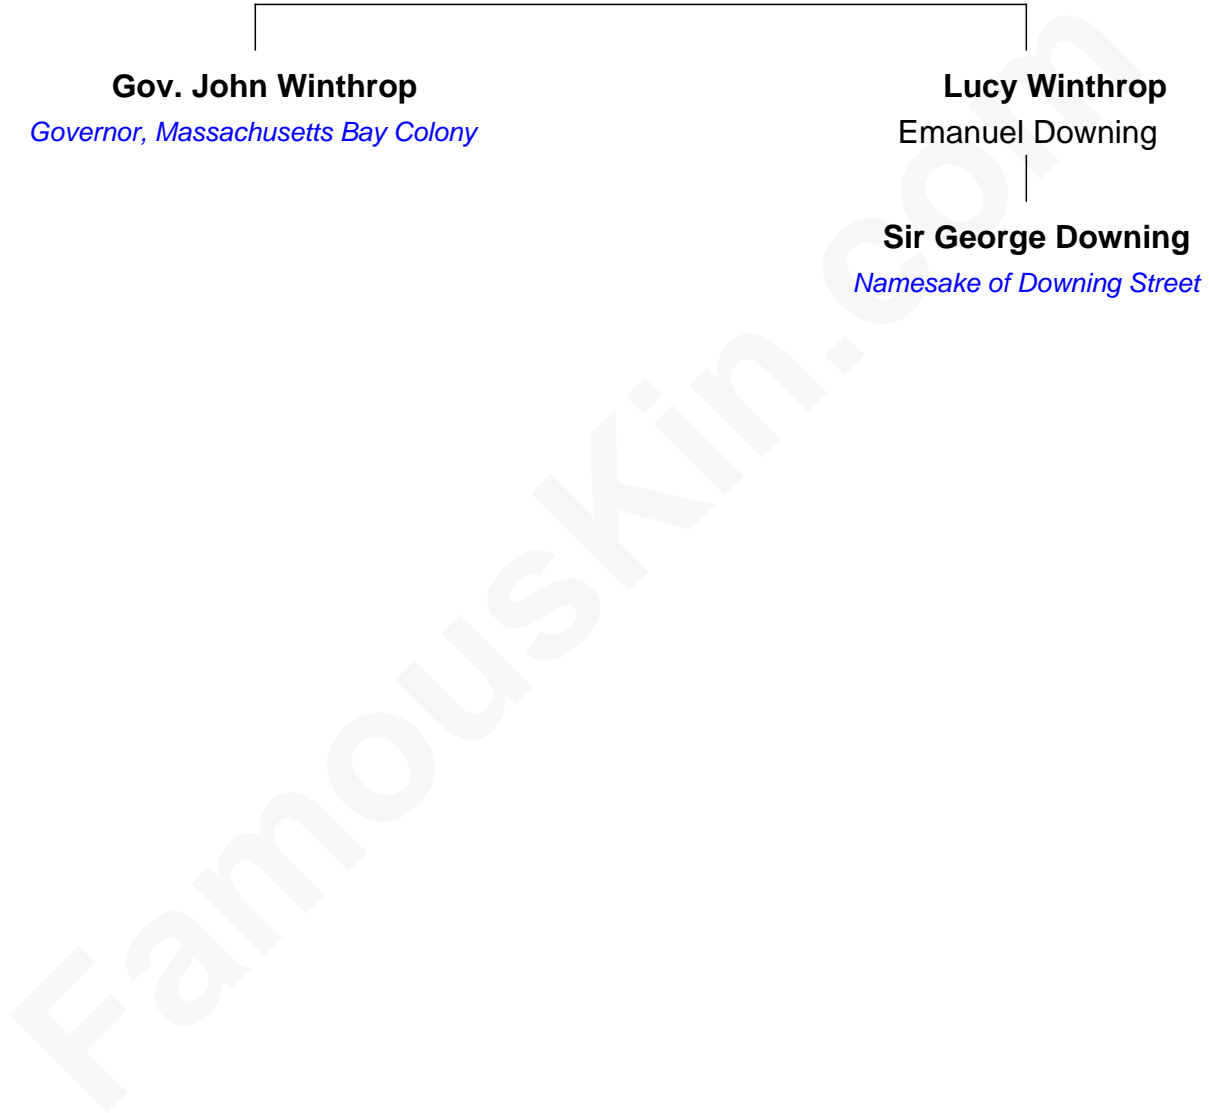 Gov. John Winthrop
Governor, Massachusetts Bay Colony
Lucy Winthrop
Emanuel Downing
Sir George Downing
Namesake of Downing Street
FamousKin.com